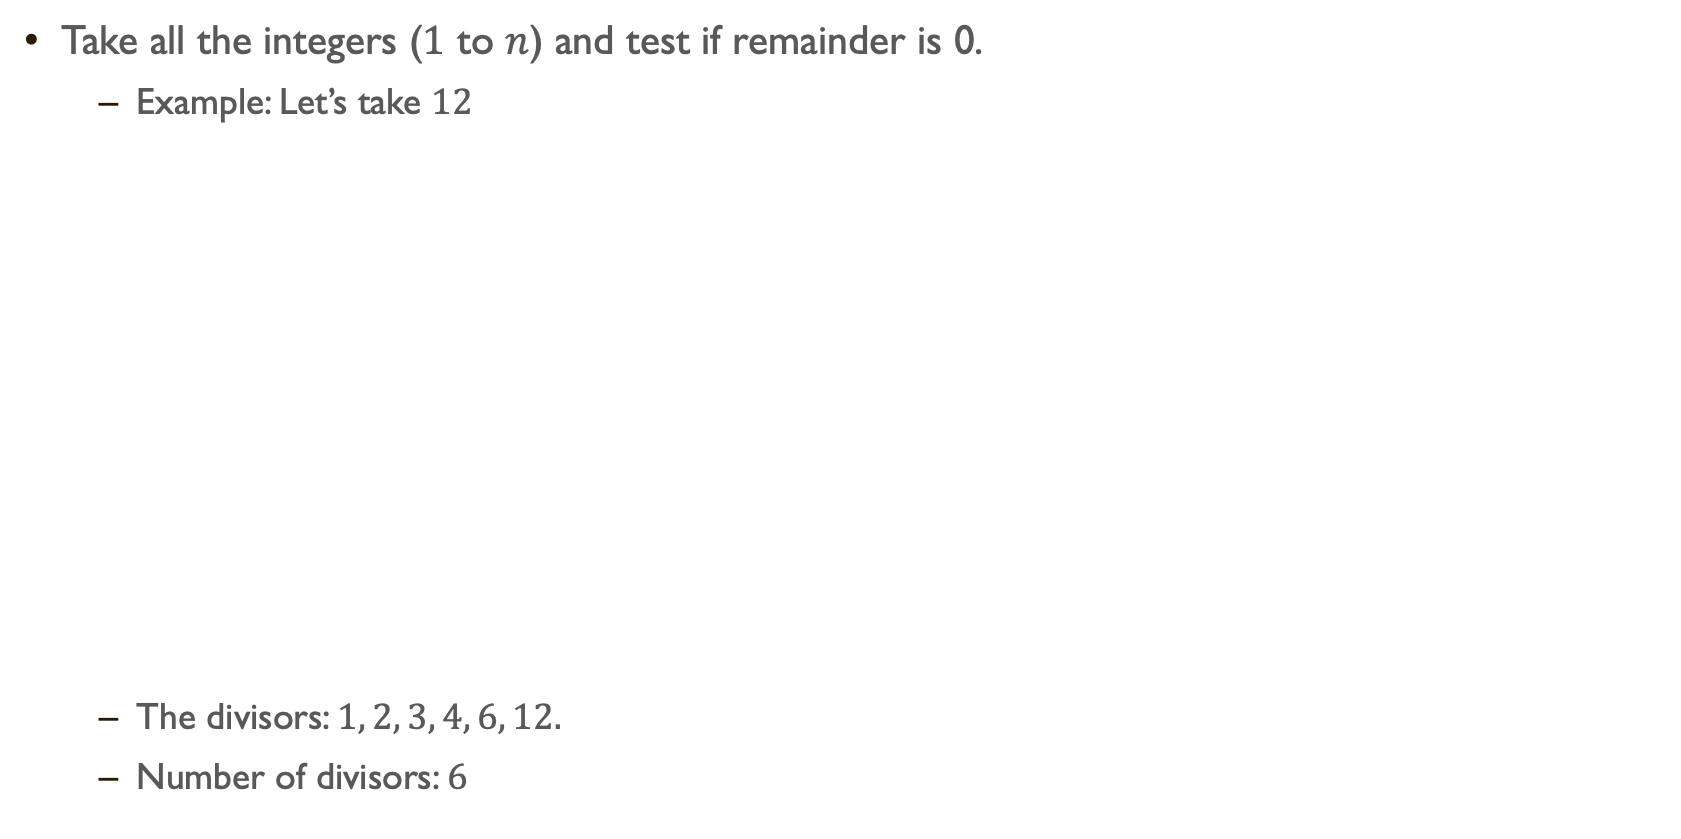 • Take all the integers (1 to n) and test if remainder is 0.
– Example: Let’s take 12
– The divisors: 1, 2, 3, 4, 6, 12.
– Number of divisors: 6